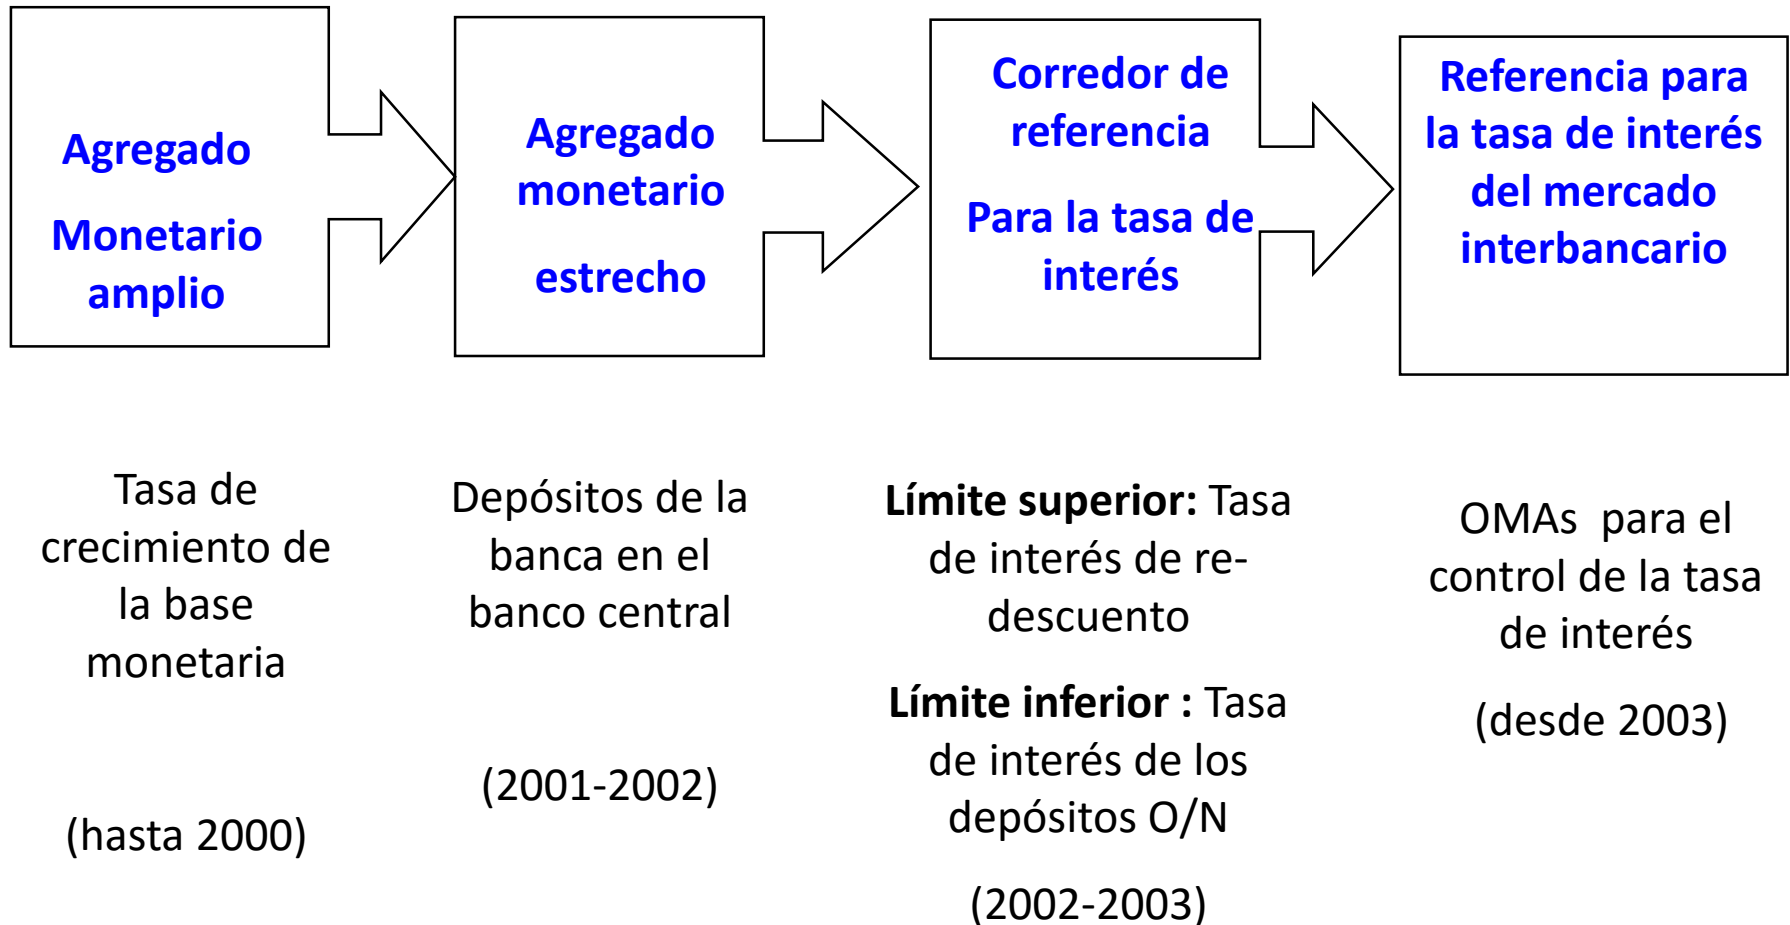 Agregado
Monetario
amplio
Agregado
monetario
estrecho
Corredor de
referencia
Para la tasa de
interés
Referencia para
la tasa de interés
del mercado
interbancario
Tasa de
crecimiento de
la base
monetaria
(hasta 2000)
Depósitos de la
banca en el
banco central
(2001-2002)
Límite superior: Tasa
de interés de re-
descuento
Límite inferior : Tasa
de interés de los
depósitos O/N
(2002-2003)
OMAs para el
control de la tasa
de interés
(desde 2003)